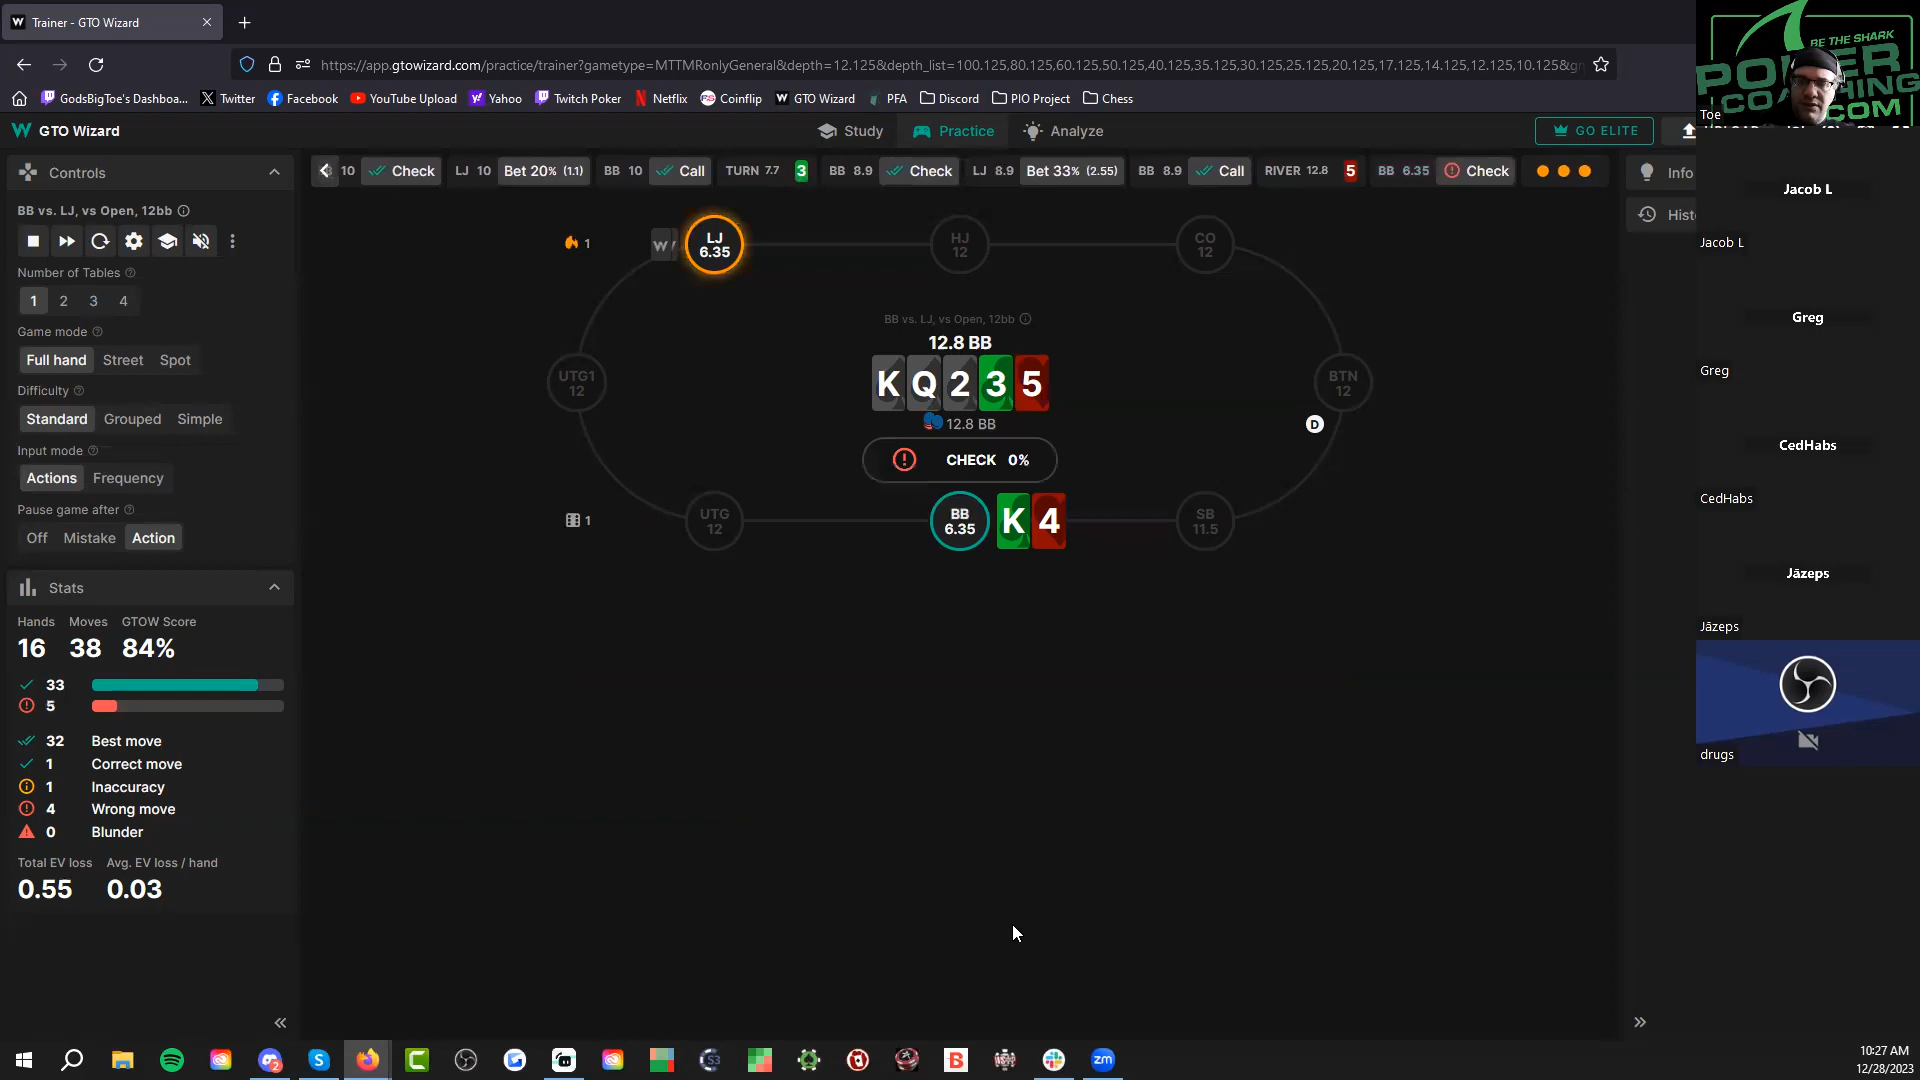 Trainer - GTO Wizard
https://app.gtowizard.com/practice/trainer?gametype=MTTMRonlyGeneral&depth=12.125&depth_list=100.125,80.125,60.125,50.125,40.125,35.125,30.125,25.125,20.125,17.125,14.125,12.125,10.125&g
GodsBigToe's Dashboa... Twitter Facebook YouTube Upload Yahoo Twitch Poker Netflix Coinflip GTO Wizard PFA Discord PIO Project Chess
GTO Wizard Study Practice Analyze GO ELITE
Controls
10 Check LJ 10 Bet 20% (1.1) BB 10 Call TURN 7.7 3 BB 8.9 Check LJ 8.9 Bet 33% (2.55) BB 8.9 Call RIVER 12.8 5 BB 6.35 Check
Info
BB vs. LJ, vs Open, 12bb
Number of Tables
1 2 3 4
Game mode
Full hand Street Spot
Difficulty
Standard Grouped Simple
Input mode
Actions Frequency
Pause game after
Off Mistake Action
Stats
Hands Moves GTOW Score
16 38 84%
33
5
32 Best move
1 Correct move
1 Inaccuracy
4 Wrong move
0 Blunder
Total EV loss Avg. EV loss / hand
0.55 0.03
1
LJ
6.35
HJ
12
CO
12
BB vs. LJ, vs Open, 12bb
12.8 BB
K Q 2 3 5
12.8 BB
CHECK 0%
UTG1
12
BTN
12
D
1
UTG
12
BB
6.35
K 4
SB
11.5
BE THE SHARK
POKER
COACHING
.COM
Toe
Jacob L
Jacob L
Greg
Greg
CedHabs
CedHabs
Jāzeps
Jāzeps
drugs
2
S3
B
zm
10:27 AM
12/28/2023